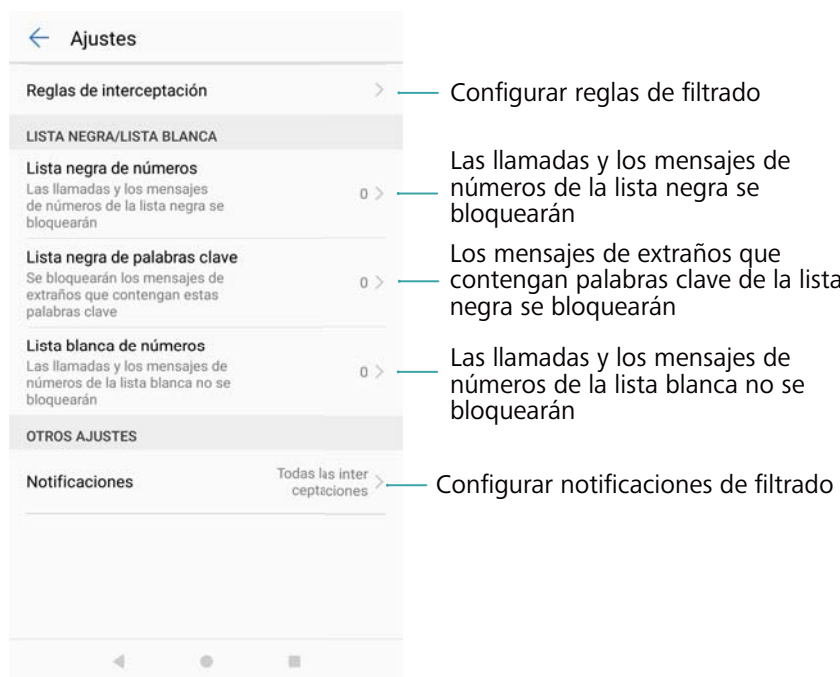 Ajustes
Reglas de interceptación
Configurar reglas de filtrado
LISTA NEGRA/LISTA BLANCA
Lista negra de números
Las llamadas y los mensajes
de números de la lista negra se
bloquearán
0
Las llamadas y los mensajes de
números de la lista negra se
bloquearán
Lista negra de palabras clave
Se bloquearán los mensajes de
extraños que contengan estas
palabras clave
0
Los mensajes de extraños que
contengan palabras clave de la lista
negra se bloquearán
Lista blanca de números
Las llamadas y los mensajes de
números de la lista blanca no se
bloquearán
0
Las llamadas y los mensajes de
números de la lista blanca no se
bloquearán
OTROS AJUSTES
Notificaciones
Todas las inter
ceptaciones
Configurar notificaciones de filtrado